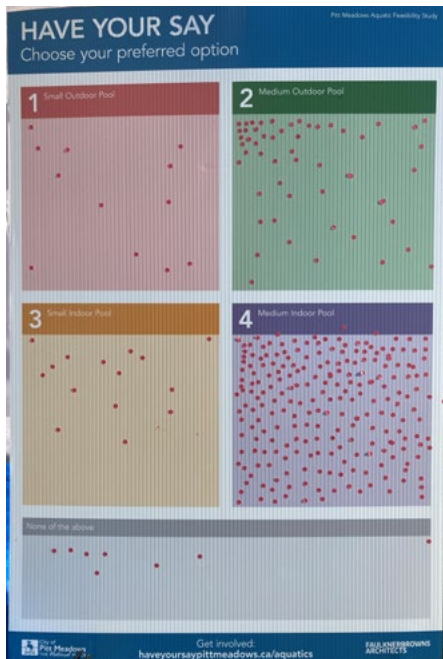 Pitt Meadows Aquatic Feasibility Study
HAVE YOUR SAY
Choose your preferred option
1 Small Outdoor Pool
2 Medium Outdoor Pool
3 Small Indoor Pool
4 Medium Indoor Pool
None of the above
City of
Pitt Meadows
Get involved:
haveyoursaypittmeadows.ca/aquatics
FAULKNERBROWNS
ARCHITECTS